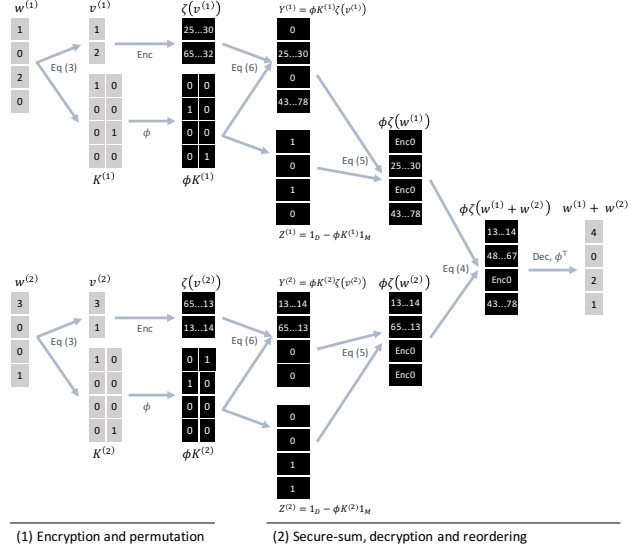 w⁽¹⁾ v⁽¹⁾ ζ(v⁽¹⁾) Y⁽¹⁾ = ϕK⁽¹⁾ζ(v⁽¹⁾)
1
0
2
0
Eq (3)
1
2
Enc
25...30
65...32
Eq (6)
0
25...30
0
43...78
1 0
0 0
0 1
0 0
K⁽¹⁾
ϕ
0 0
1 0
0 0
0 1
ϕK⁽¹⁾
1
0
1
0
Z⁽¹⁾ = 1_D − ϕK⁽¹⁾1_M
Eq (5)
ϕζ(w⁽¹⁾)
Enc0
25...30
Enc0
43...78
w⁽²⁾ v⁽²⁾ ζ(v⁽²⁾) Y⁽²⁾ = ϕK⁽²⁾ζ(v⁽²⁾) ϕζ(w⁽²⁾)
3
0
0
1
Eq (3)
3
1
Enc
65...13
13...14
Eq (6)
13...14
65...13
0
0
1 0
0 0
0 0
0 1
K⁽²⁾
ϕ
0 1
1 0
0 0
0 0
ϕK⁽²⁾
0
0
1
1
Z⁽²⁾ = 1_D − ϕK⁽²⁾1_M
Eq (5)
13...14
65...13
Enc0
Enc0
Eq (4)
ϕζ(w⁽¹⁾ + w⁽²⁾) w⁽¹⁾ + w⁽²⁾
13...14
48...67
Enc0
43...78
Dec, ϕᵀ
4
0
2
1
(1) Encryption and permutation
(2) Secure-sum, decryption and reordering